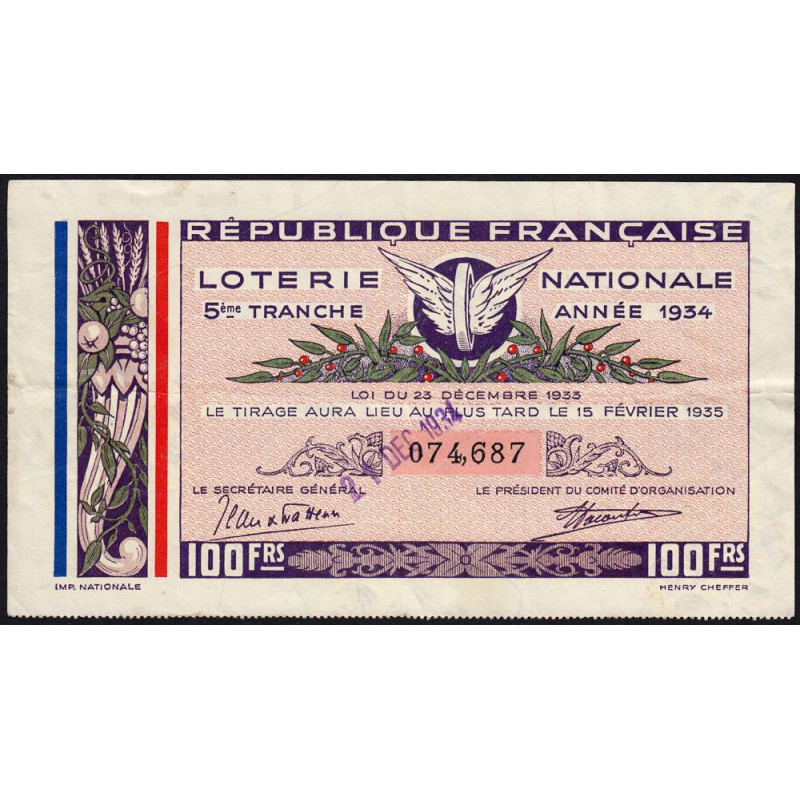 RÉPUBLIQUE FRANÇAISE
LOTERIE NATIONALE
5ème TRANCHE ANNÉE 1934
LOI DU 23 DÉCEMBRE 1933
LE TIRAGE AURA LIEU AU PLUS TARD LE 15 FÉVRIER 1935
DEC 1934
074,687
LE SECRÉTAIRE GÉNÉRAL LE PRÉSIDENT DU COMITÉ D'ORGANISATION
100 FRS 100 FRS
IMP. NATIONALE HENRY CHEFFER